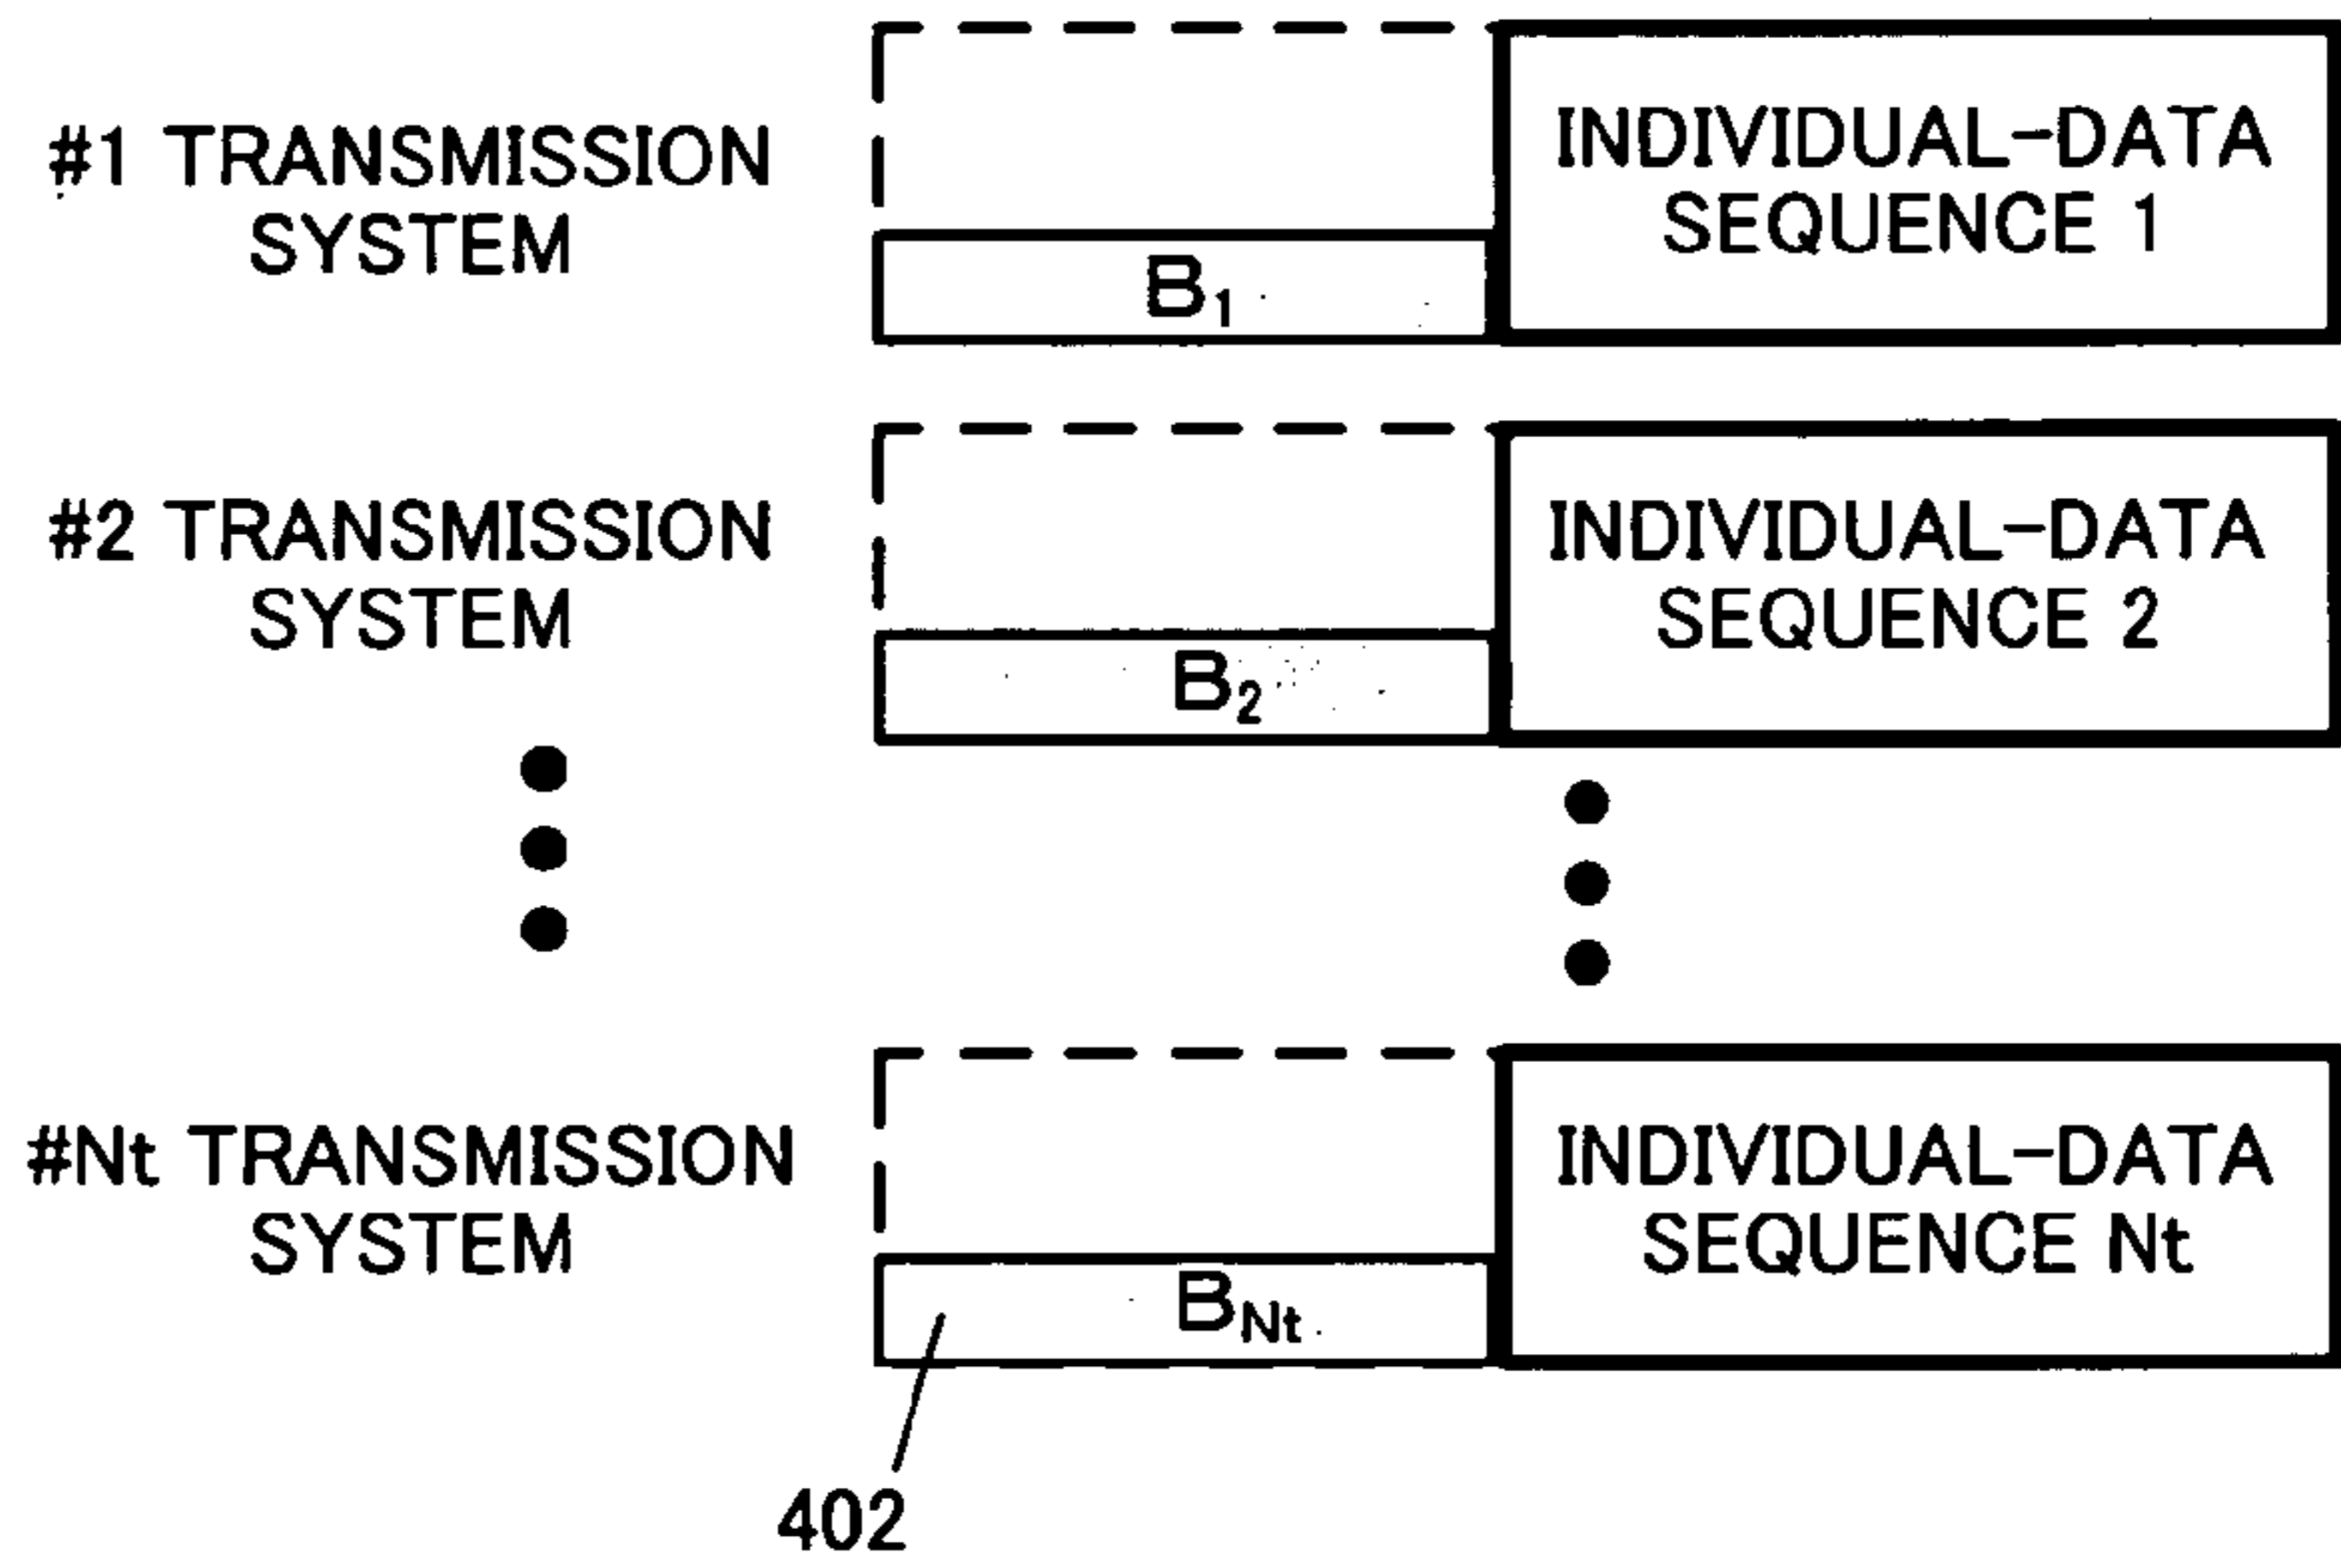 #1 TRANSMISSION
SYSTEM
INDIVIDUAL-DATA
SEQUENCE 1
B₁
#2 TRANSMISSION
SYSTEM
INDIVIDUAL-DATA
SEQUENCE 2
B₂
#Nt TRANSMISSION
SYSTEM
INDIVIDUAL-DATA
SEQUENCE Nt
B_Nt
402